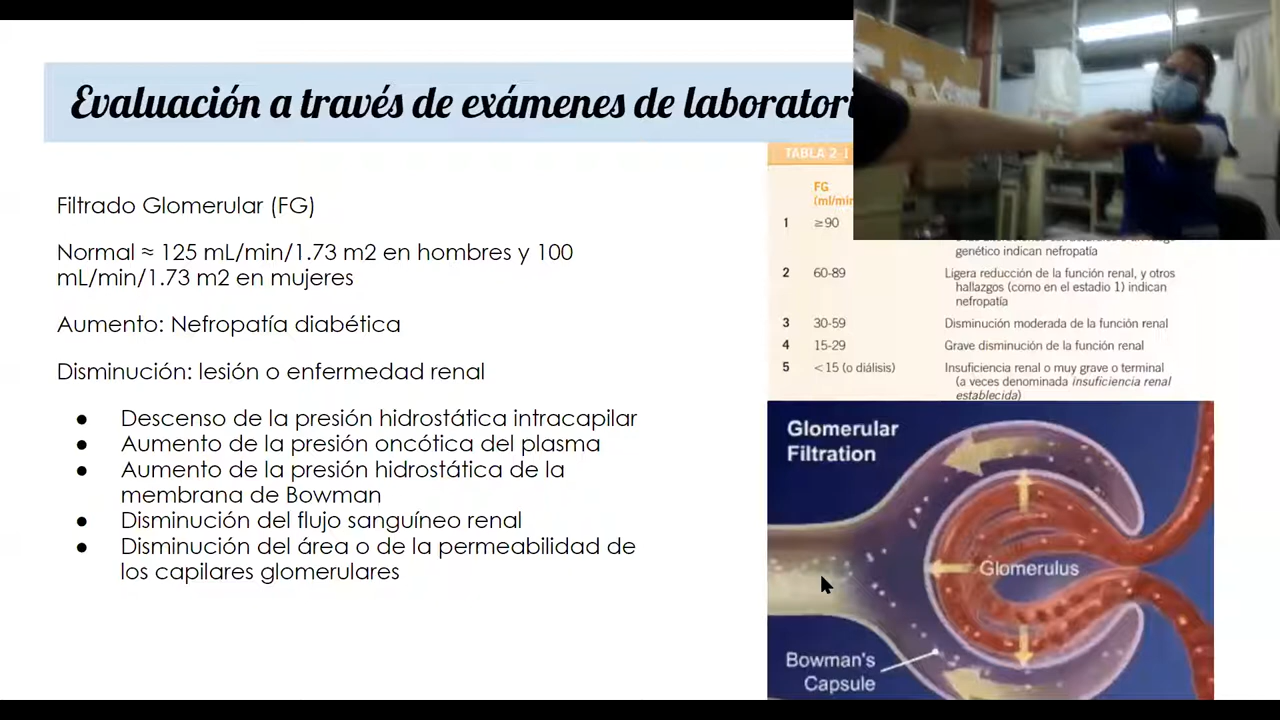 Evaluación a través de exámenes de laboratori
Filtrado Glomerular (FG)
Normal ≈ 125 mL/min/1.73 m2 en hombres y 100
mL/min/1.73 m2 en mujeres
Aumento: Nefropatía diabética
Disminución: lesión o enfermedad renal
● Descenso de la presión hidrostática intracapilar
● Aumento de la presión oncótica del plasma
● Aumento de la presión hidrostática de la
membrana de Bowman
● Disminución del flujo sanguíneo renal
● Disminución del área o de la permeabilidad de
los capilares glomerulares
TABLA 2-1
FG
(ml/min
1 ≥90
genético indican nefropatía
2 60-89 Ligera reducción de la función renal, y otros
hallazgos (como en el estadio 1) indican
nefropatía
3 30-59 Disminución moderada de la función renal
4 15-29 Grave disminución de la función renal
5 <15 (o diálisis) Insuficiencia renal o muy grave o terminal
(a veces denominada insuficiencia renal
establecida)
Glomerular
Filtration
Glomerulus
Bowman's
Capsule